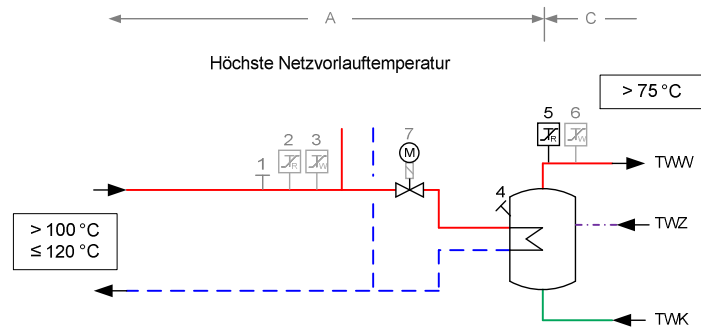 A
C
Höchste Netzvorlauftemperatur
> 75 °C
5
6
R
W
7
M
2
3
1
R
W
TWW
4
> 100 °C
≤ 120 °C
TWZ
TWK